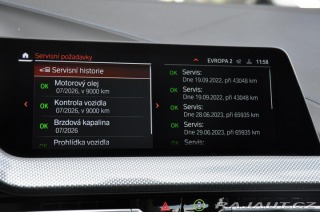 Servisní požadavky
EVROPA 2
11:58
Servisní historie
OK Motorový olej
07/2026, v 9000 km
OK Kontrola vozidla
07/2026, v 9000 km
OK Brzdová kapalina
07/2026
Prohlídka vozidla
OK Servis:
Dne 19.09.2022, při 43048 km
OK Servis:
Dne 19.09.2022, při 43048 km
OK Servis:
Dne 28.06.2023, při 65935 km
OK Servis:
Dne 29.06.2023, při 65935 km